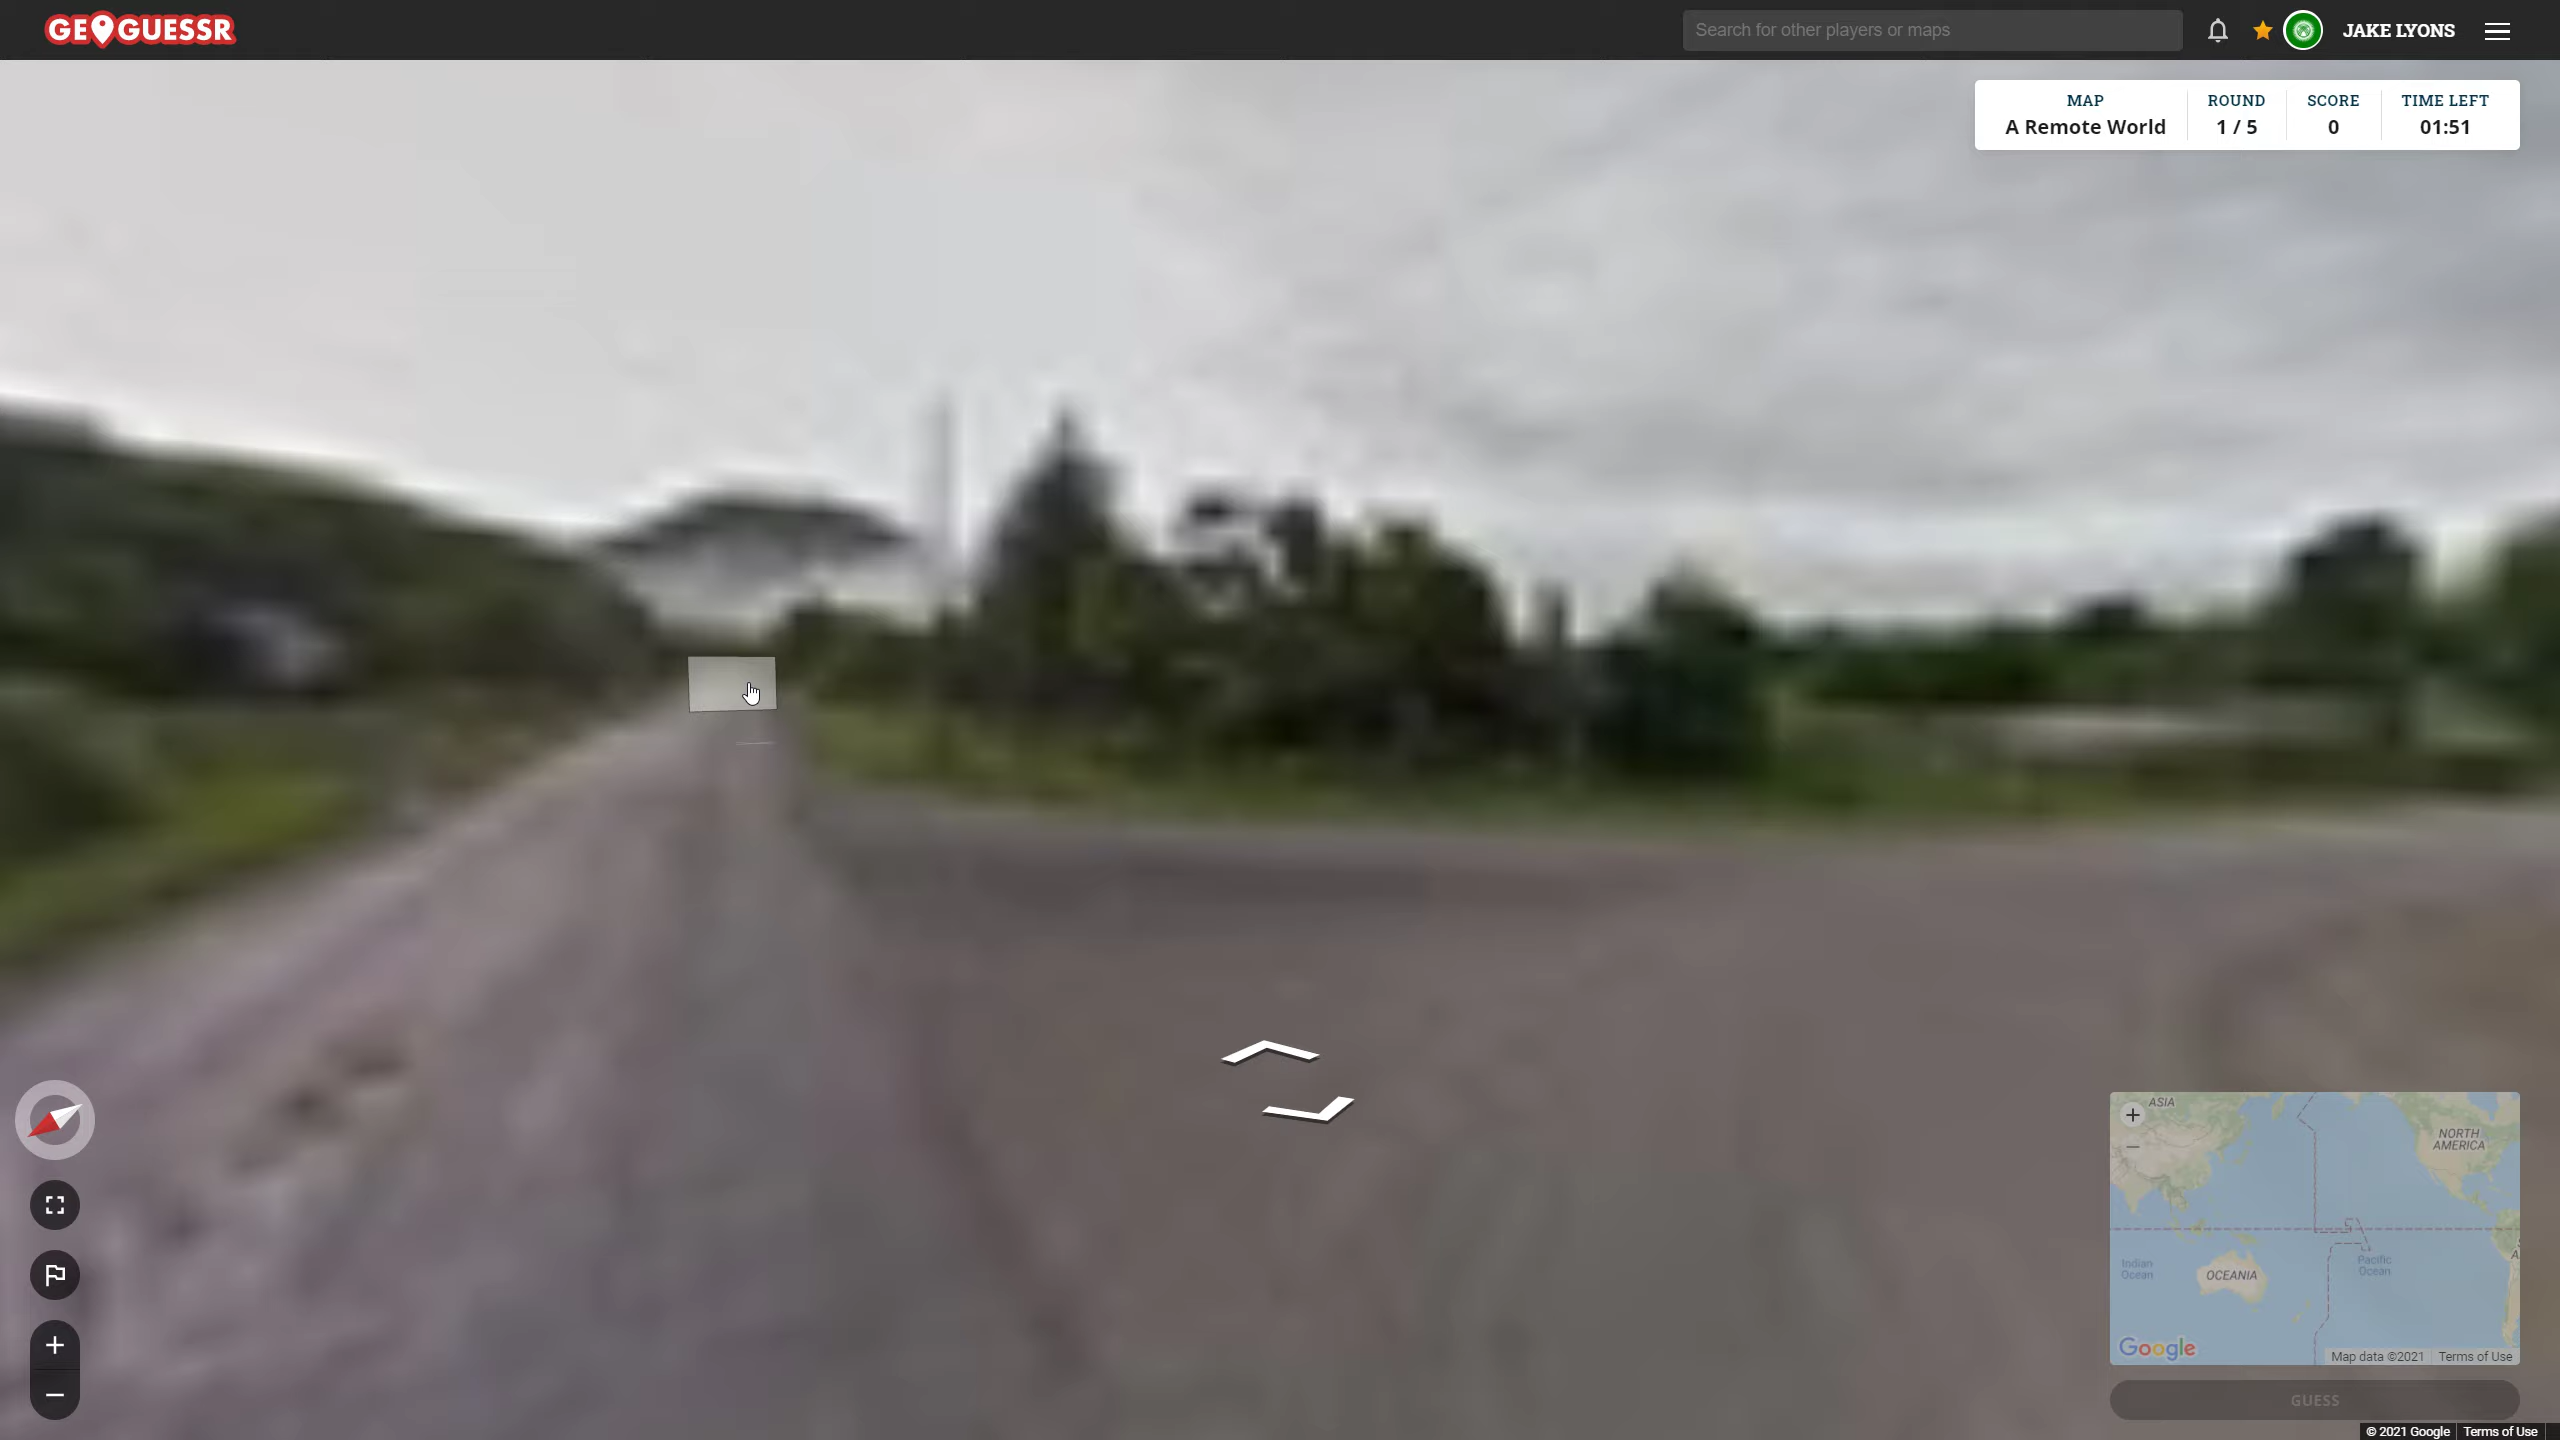 GEOGUESSR
Search for other players or maps
JAKE LYONS
MAP
A Remote World
ROUND
1 / 5
SCORE
0
TIME LEFT
01:51
ASIA
NORTH
AMERICA
Indian
Ocean
OCEANIA
Pacific
Ocean
Google
Map data ©2021
Terms of Use
GUESS
© 2021 Google
Terms of Use